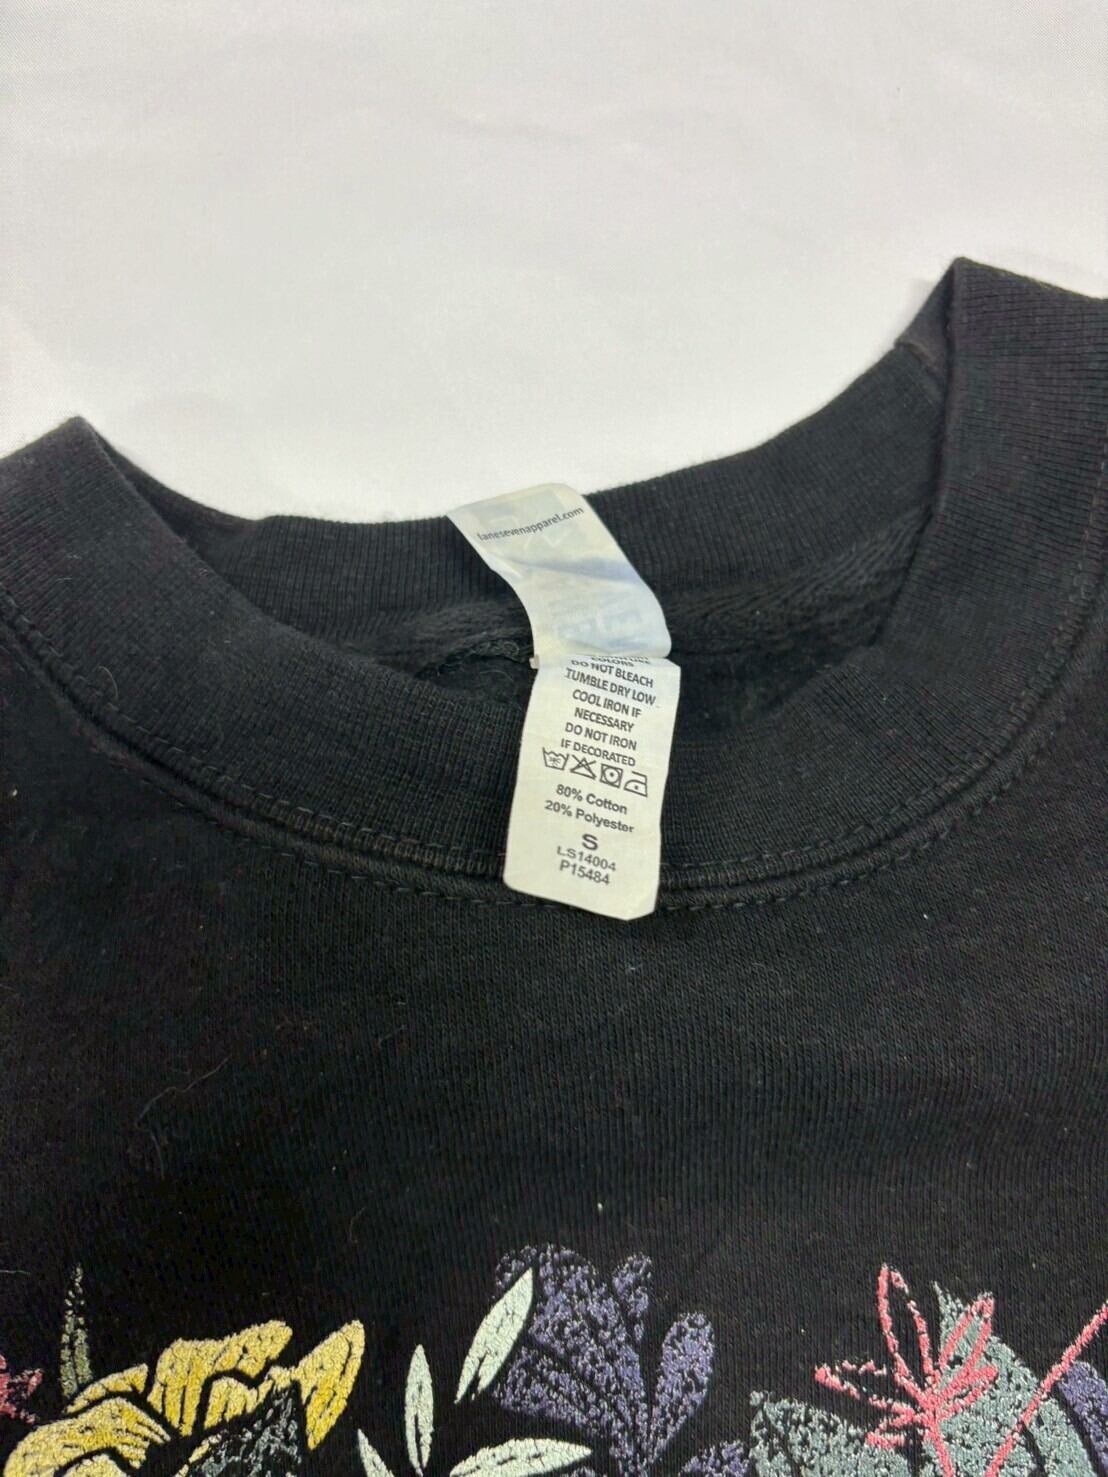 lanesevenapparel.com
COLORS
DO NOT BLEACH
TUMBLE DRY LOW
COOL IRON IF
NECESSARY
DO NOT IRON
IF DECORATED
80% Cotton
20% Polyester
S
LS14004
P15484